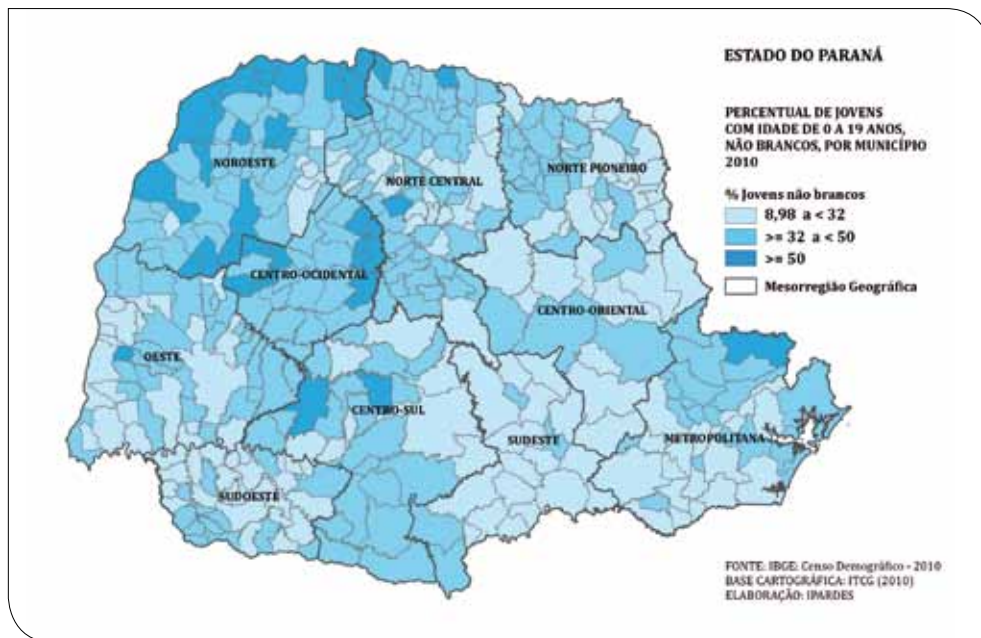 ESTADO DO PARANÁ
PERCENTUAL DE JOVENS
COM IDADE DE 0 A 19 ANOS,
NÃO BRANCOS, POR MUNICÍPIO
2010
% Jovens não brancos
8,98 a < 32
>= 32 a < 50
>= 50
Mesorregião Geográfica
NOROESTE
NORTE CENTRAL
NORTE PIONEIRO
CENTRO-OCIDENTAL
CENTRO-ORIENTAL
OESTE
CENTRO-SUL
SUDESTE
METROPOLITANA
SUDOESTE
FONTE: IBGE: Censo Demográfico - 2010
BASE CARTOGRÁFICA: ITCG (2010)
ELABORAÇÃO: IPARDES